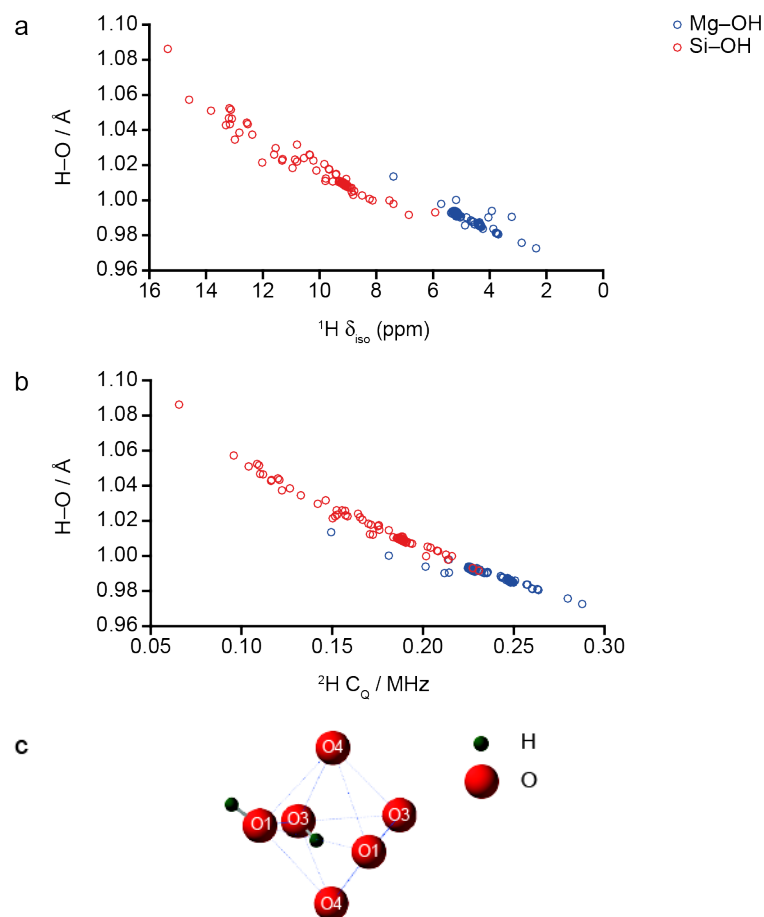 a
Mg–OH
Si–OH
1.10
1.08
1.06
1.04
1.02
1.00
0.98
0.96
H–O / Å
16 14 12 10 8 6 4 2 0
¹H δiso (ppm)
b
1.10
1.08
1.06
1.04
1.02
1.00
0.98
0.96
H–O / Å
0.05 0.10 0.15 0.20 0.25 0.30
²H CQ / MHz
c
O4
H
O
O1 O3 O3
O1
O4